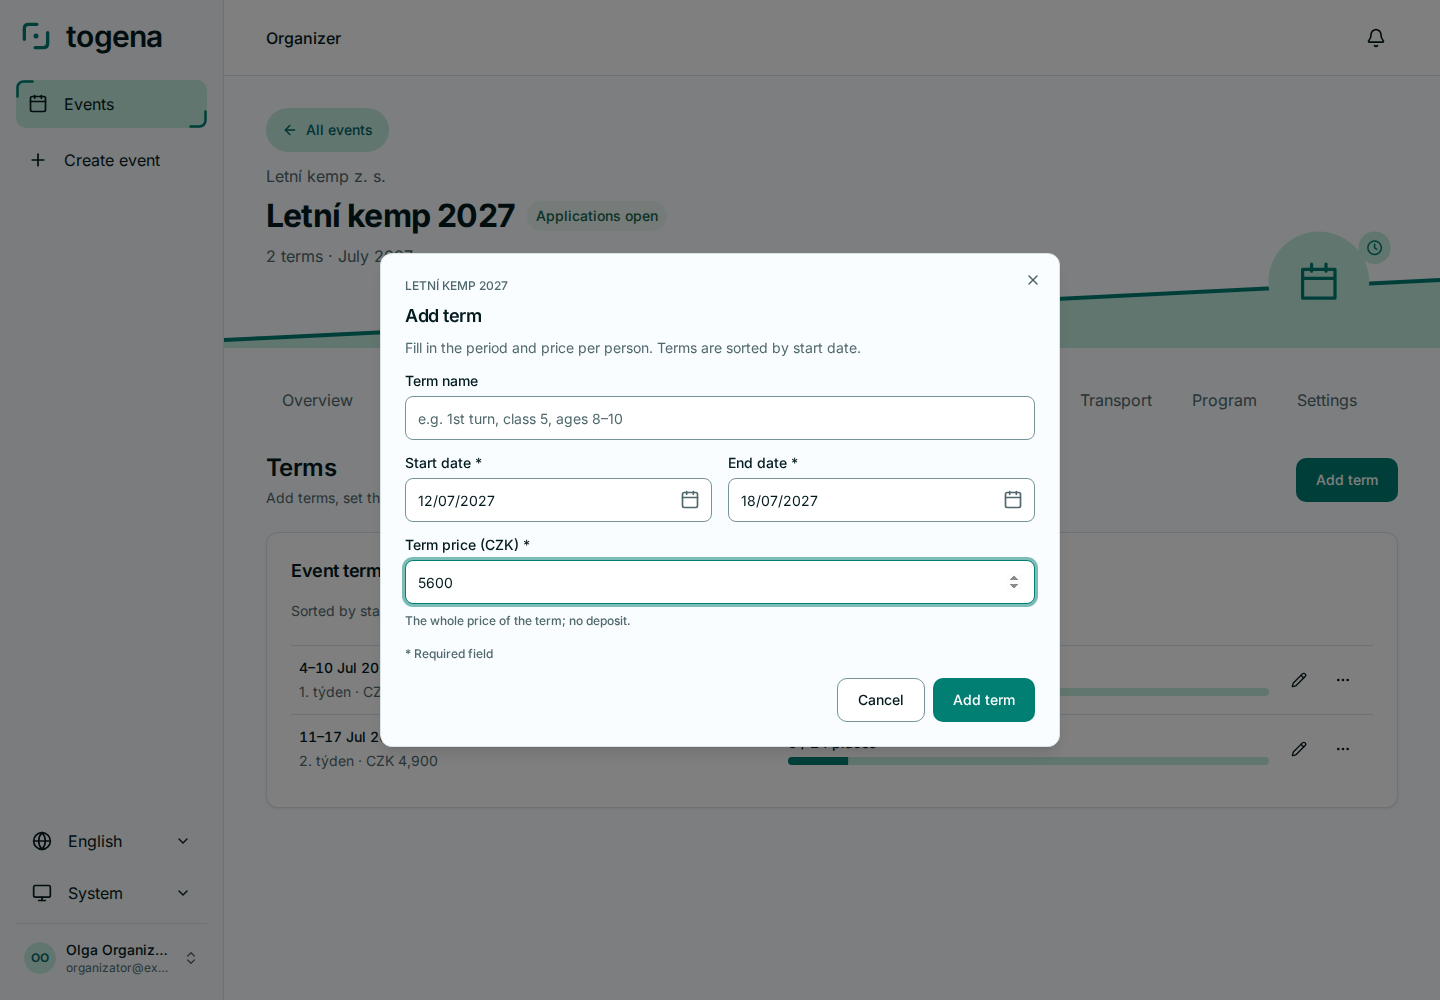 togena
Organizer
Events
Create event
All events
Letní kemp z. s.
Letní kemp 2027
Applications open
2 terms · July 2027
LETNÍ KEMP 2027
Add term
Fill in the period and price per person. Terms are sorted by start date.
Term name
e.g. 1st turn, class 5, ages 8–10
Start date *
End date *
12/07/2027
18/07/2027
Term price (CZK) *
5600
The whole price of the term; no deposit.
* Required field
Cancel
Add term
Overview
Transport
Program
Settings
Terms
Add terms, set th
Add term
Event term
Sorted by sta
4–10 Jul 20
1. týden · CZ
11–17 Jul 2
2. týden · CZK 4,900
English
System
OO
Olga Organiz...
organizator@ex...